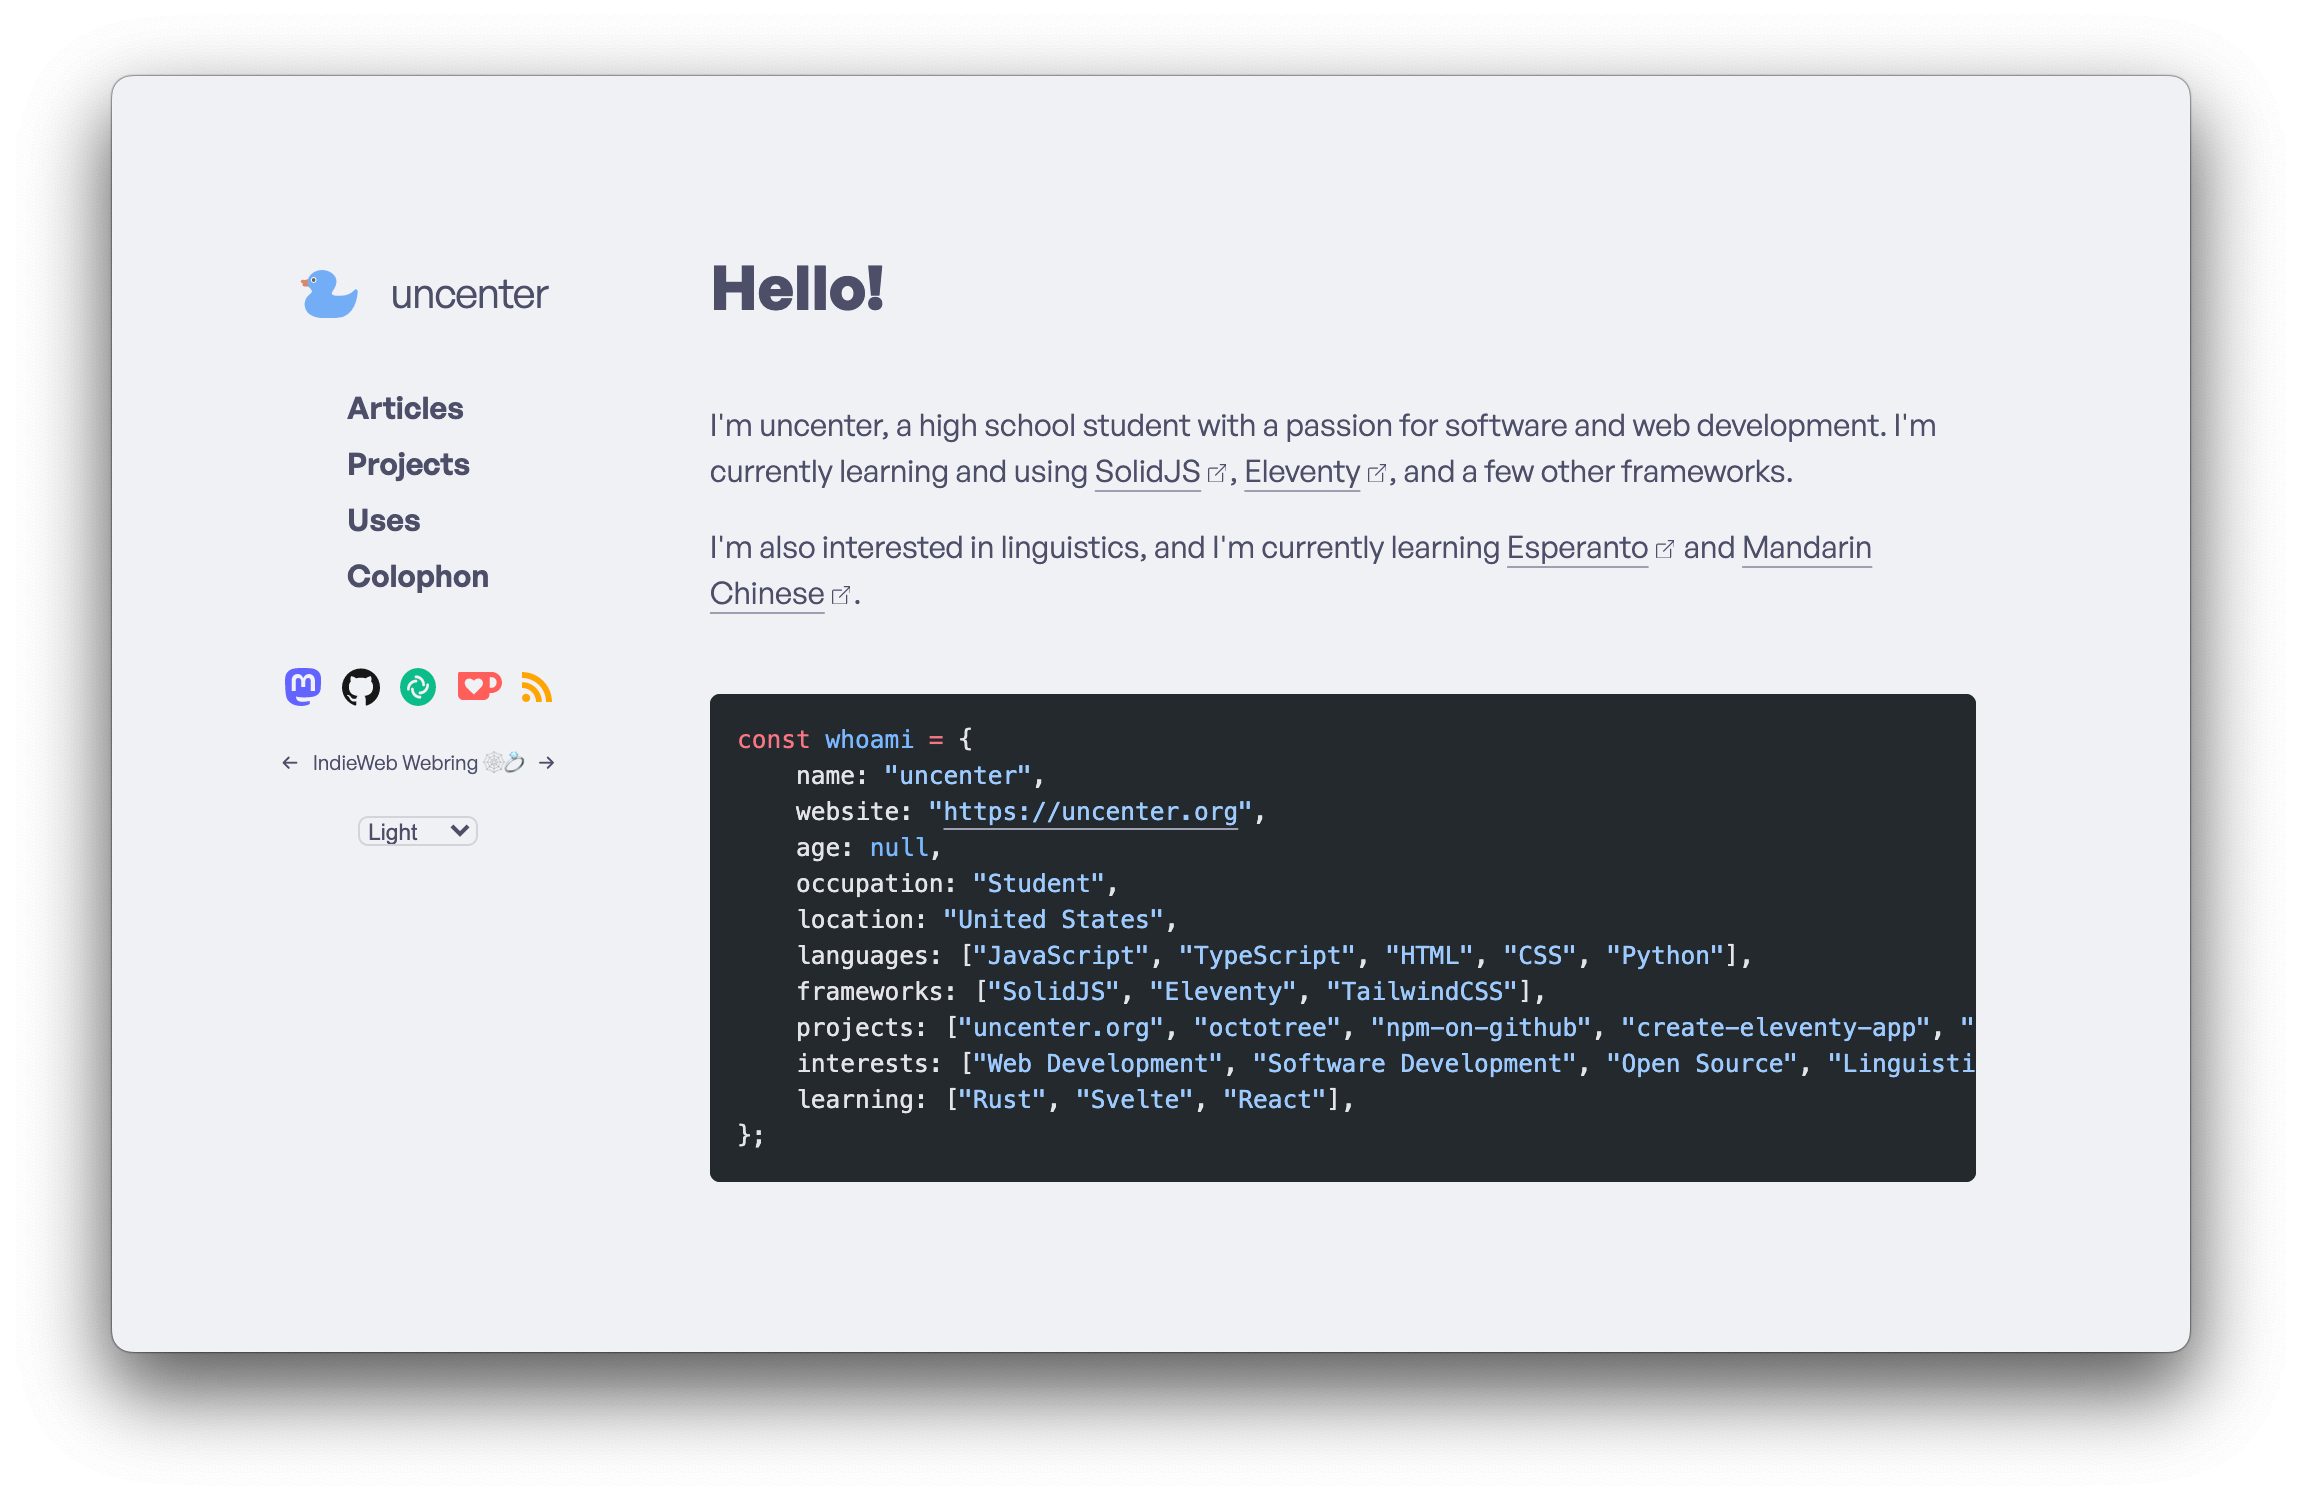 uncenter
Articles
Projects
Uses
Colophon
← IndieWeb Webring 🕸️💍 →
Light
Hello!
I'm uncenter, a high school student with a passion for software and web development. I'm
currently learning and using SolidJS, Eleventy, and a few other frameworks.
I'm also interested in linguistics, and I'm currently learning Esperanto and Mandarin
Chinese.
const whoami = {
    name: "uncenter",
    website: "https://uncenter.org",
    age: null,
    occupation: "Student",
    location: "United States",
    languages: ["JavaScript", "TypeScript", "HTML", "CSS", "Python"],
    frameworks: ["SolidJS", "Eleventy", "TailwindCSS"],
    projects: ["uncenter.org", "octotree", "npm-on-github", "create-eleventy-app", "
    interests: ["Web Development", "Software Development", "Open Source", "Linguisti
    learning: ["Rust", "Svelte", "React"],
};